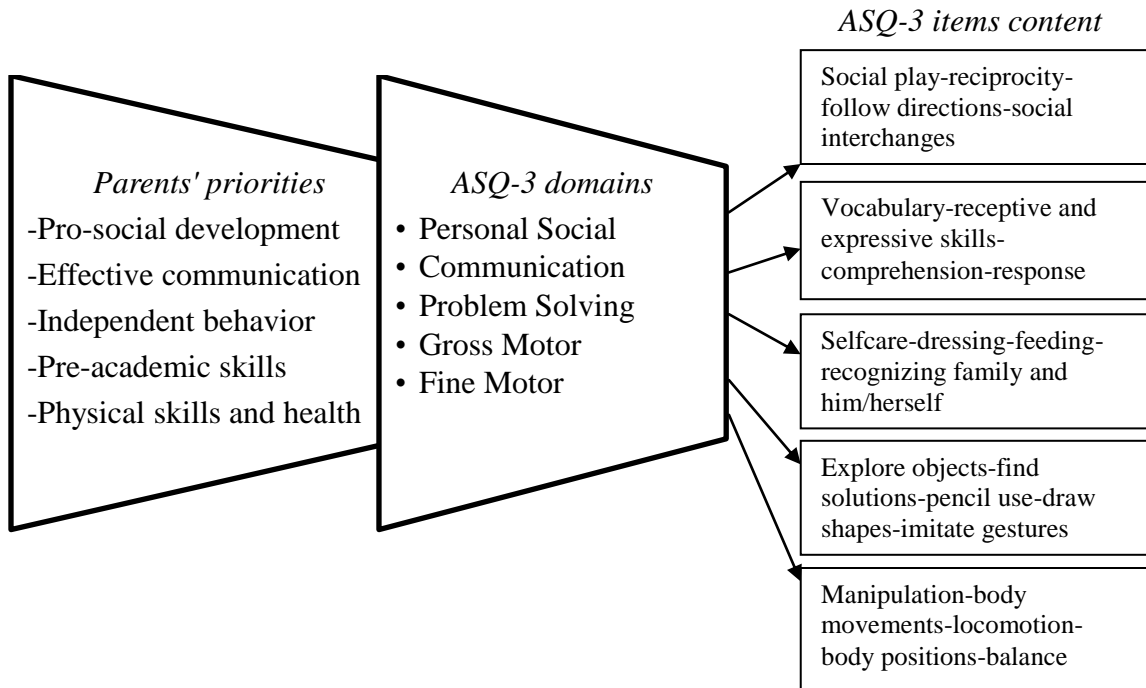 ASQ-3 items content
Parents' priorities
-Pro-social development
-Effective communication
-Independent behavior
-Pre-academic skills
-Physical skills and health
ASQ-3 domains
• Personal Social
• Communication
• Problem Solving
• Gross Motor
• Fine Motor
Social play-reciprocity-
follow directions-social
interchanges
Vocabulary-receptive and
expressive skills-
comprehension-response
Selfcare-dressing-feeding-
recognizing family and
him/herself
Explore objects-find
solutions-pencil use-draw
shapes-imitate gestures
Manipulation-body
movements-locomotion-
body positions-balance